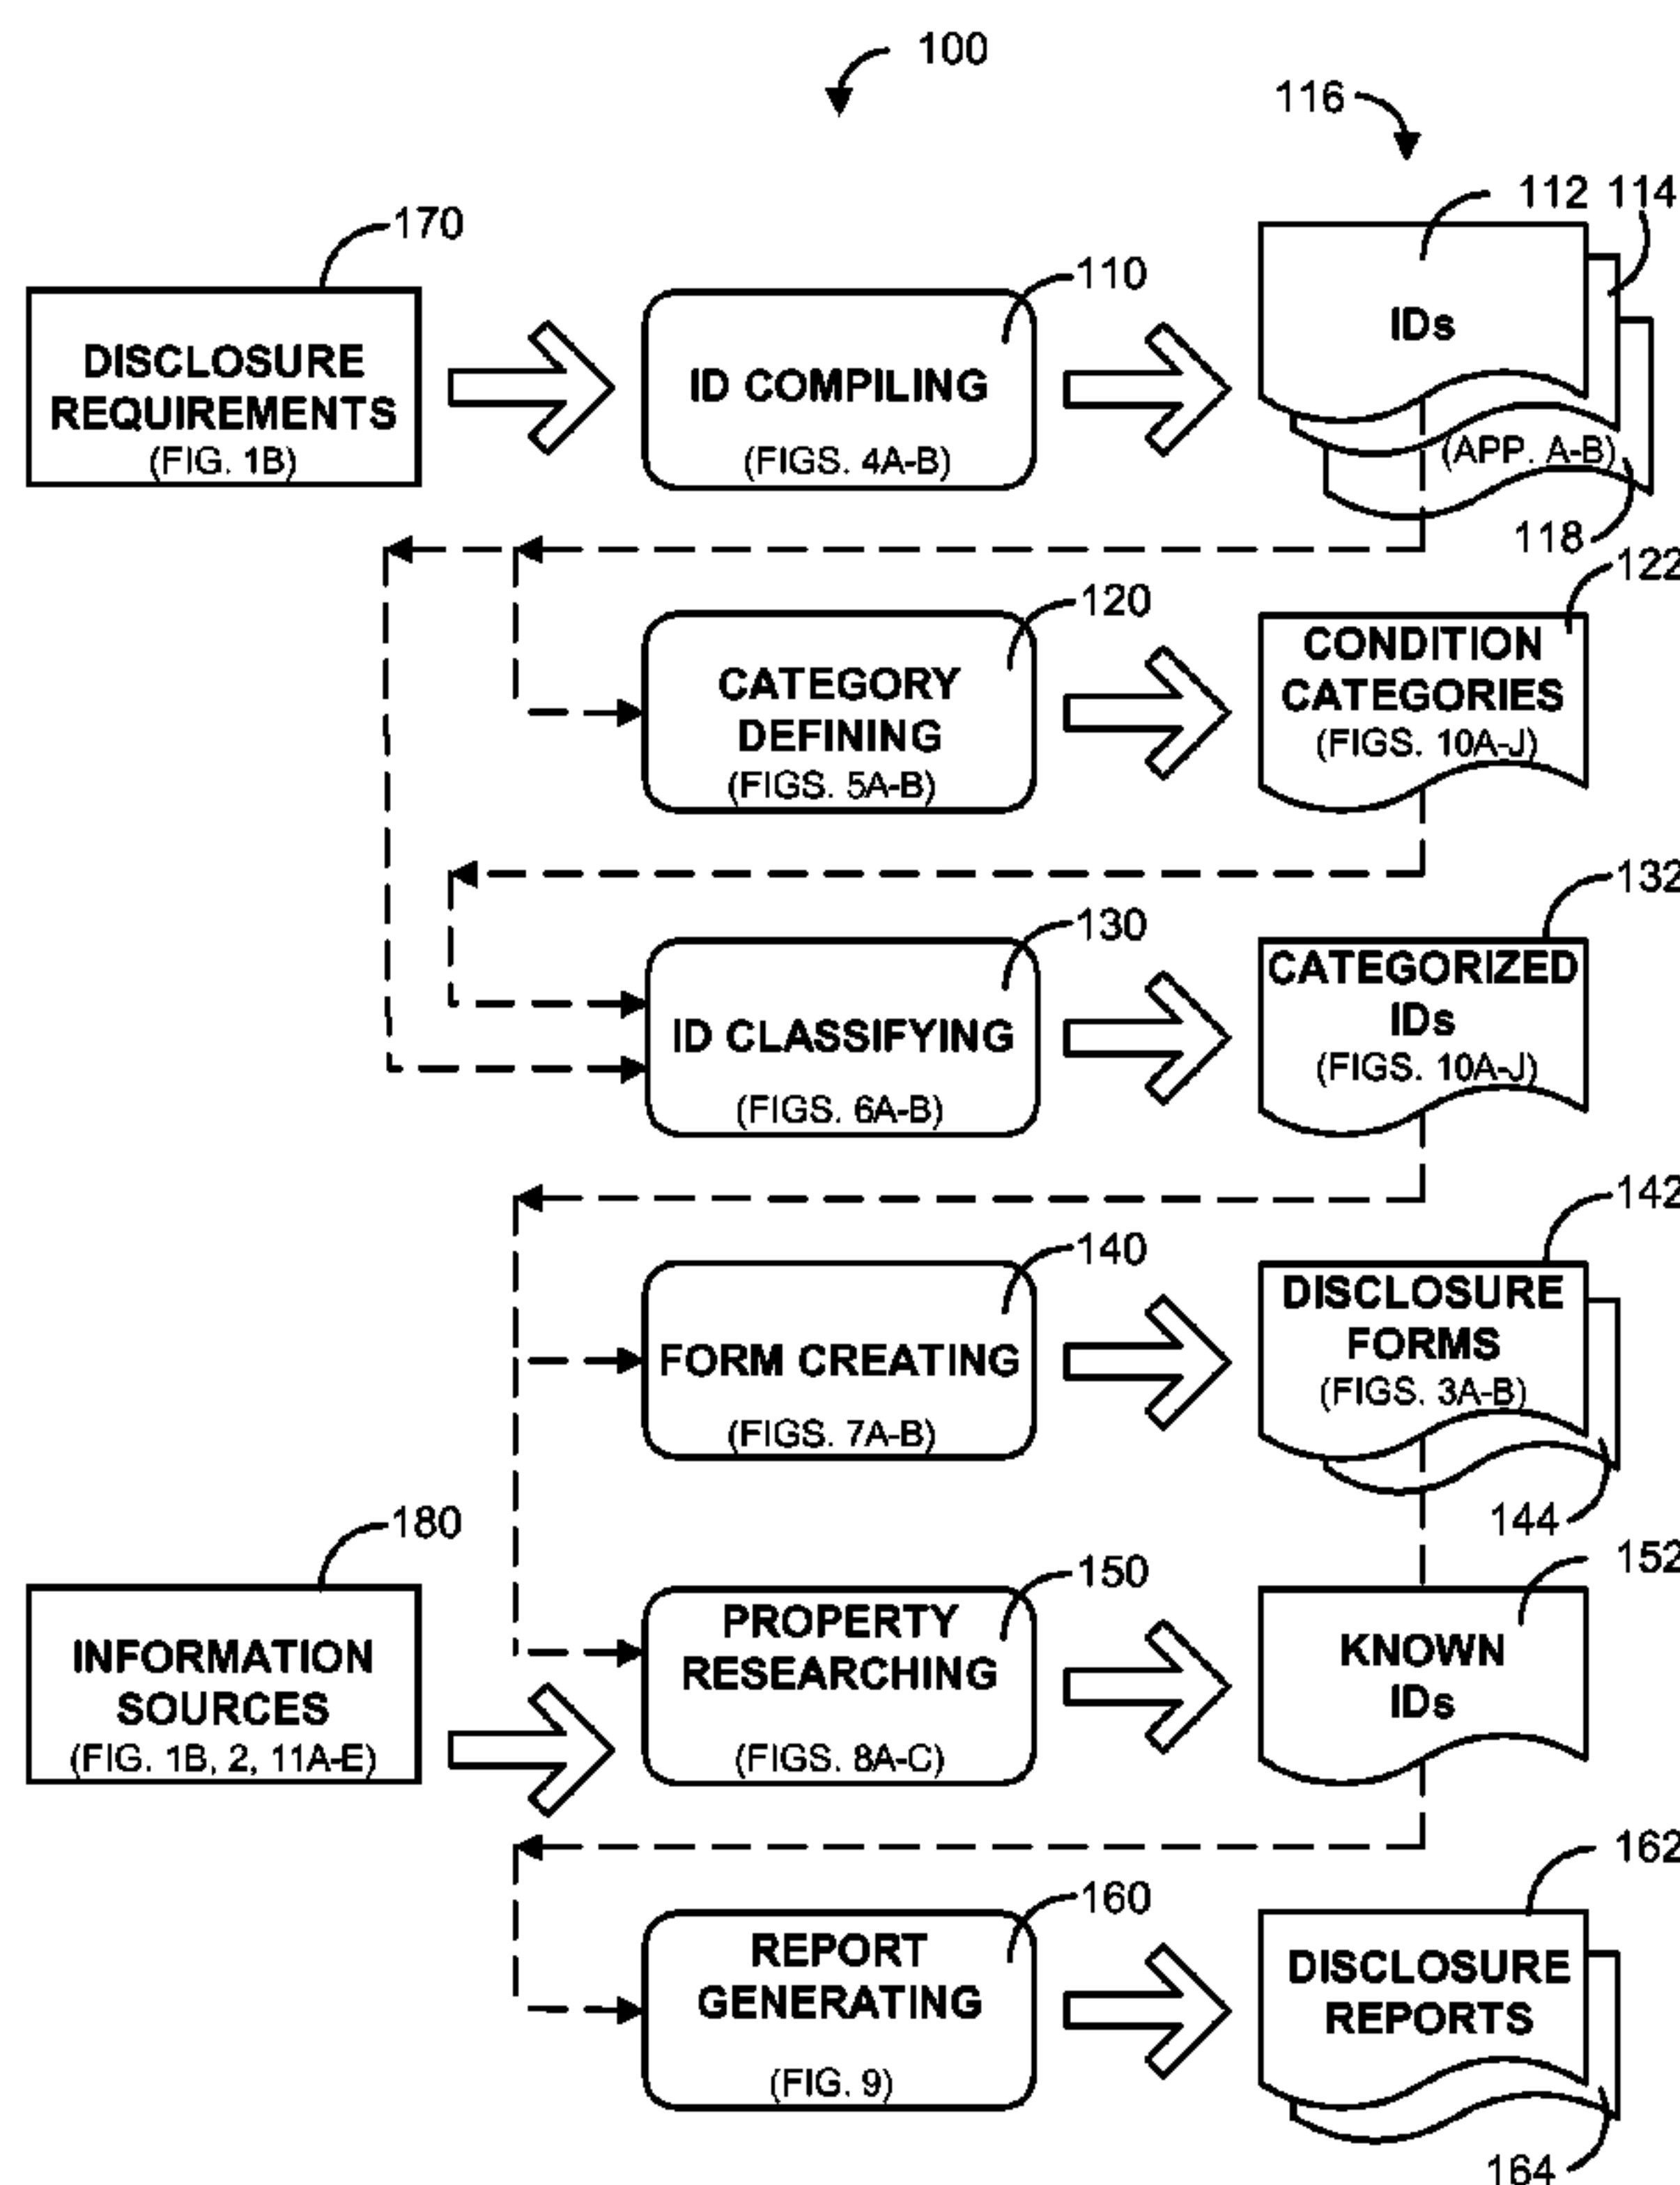 100
116
112 114
170
110
DISCLOSURE
REQUIREMENTS
(FIG. 1B)
ID COMPILING
(FIGS. 4A-B)
IDs
(APP. A-B)
118
122
120
CATEGORY
DEFINING
(FIGS. 5A-B)
CONDITION
CATEGORIES
(FIGS. 10A-J)
132
130
ID CLASSIFYING
(FIGS. 6A-B)
CATEGORIZED
IDs
(FIGS. 10A-J)
142
140
FORM CREATING
(FIGS. 7A-B)
DISCLOSURE
FORMS
(FIGS. 3A-B)
144
180
152
150
INFORMATION
SOURCES
(FIG. 1B, 2, 11A-E)
PROPERTY
RESEARCHING
(FIGS. 8A-C)
KNOWN
IDs
162
160
REPORT
GENERATING
(FIG. 9)
DISCLOSURE
REPORTS
164